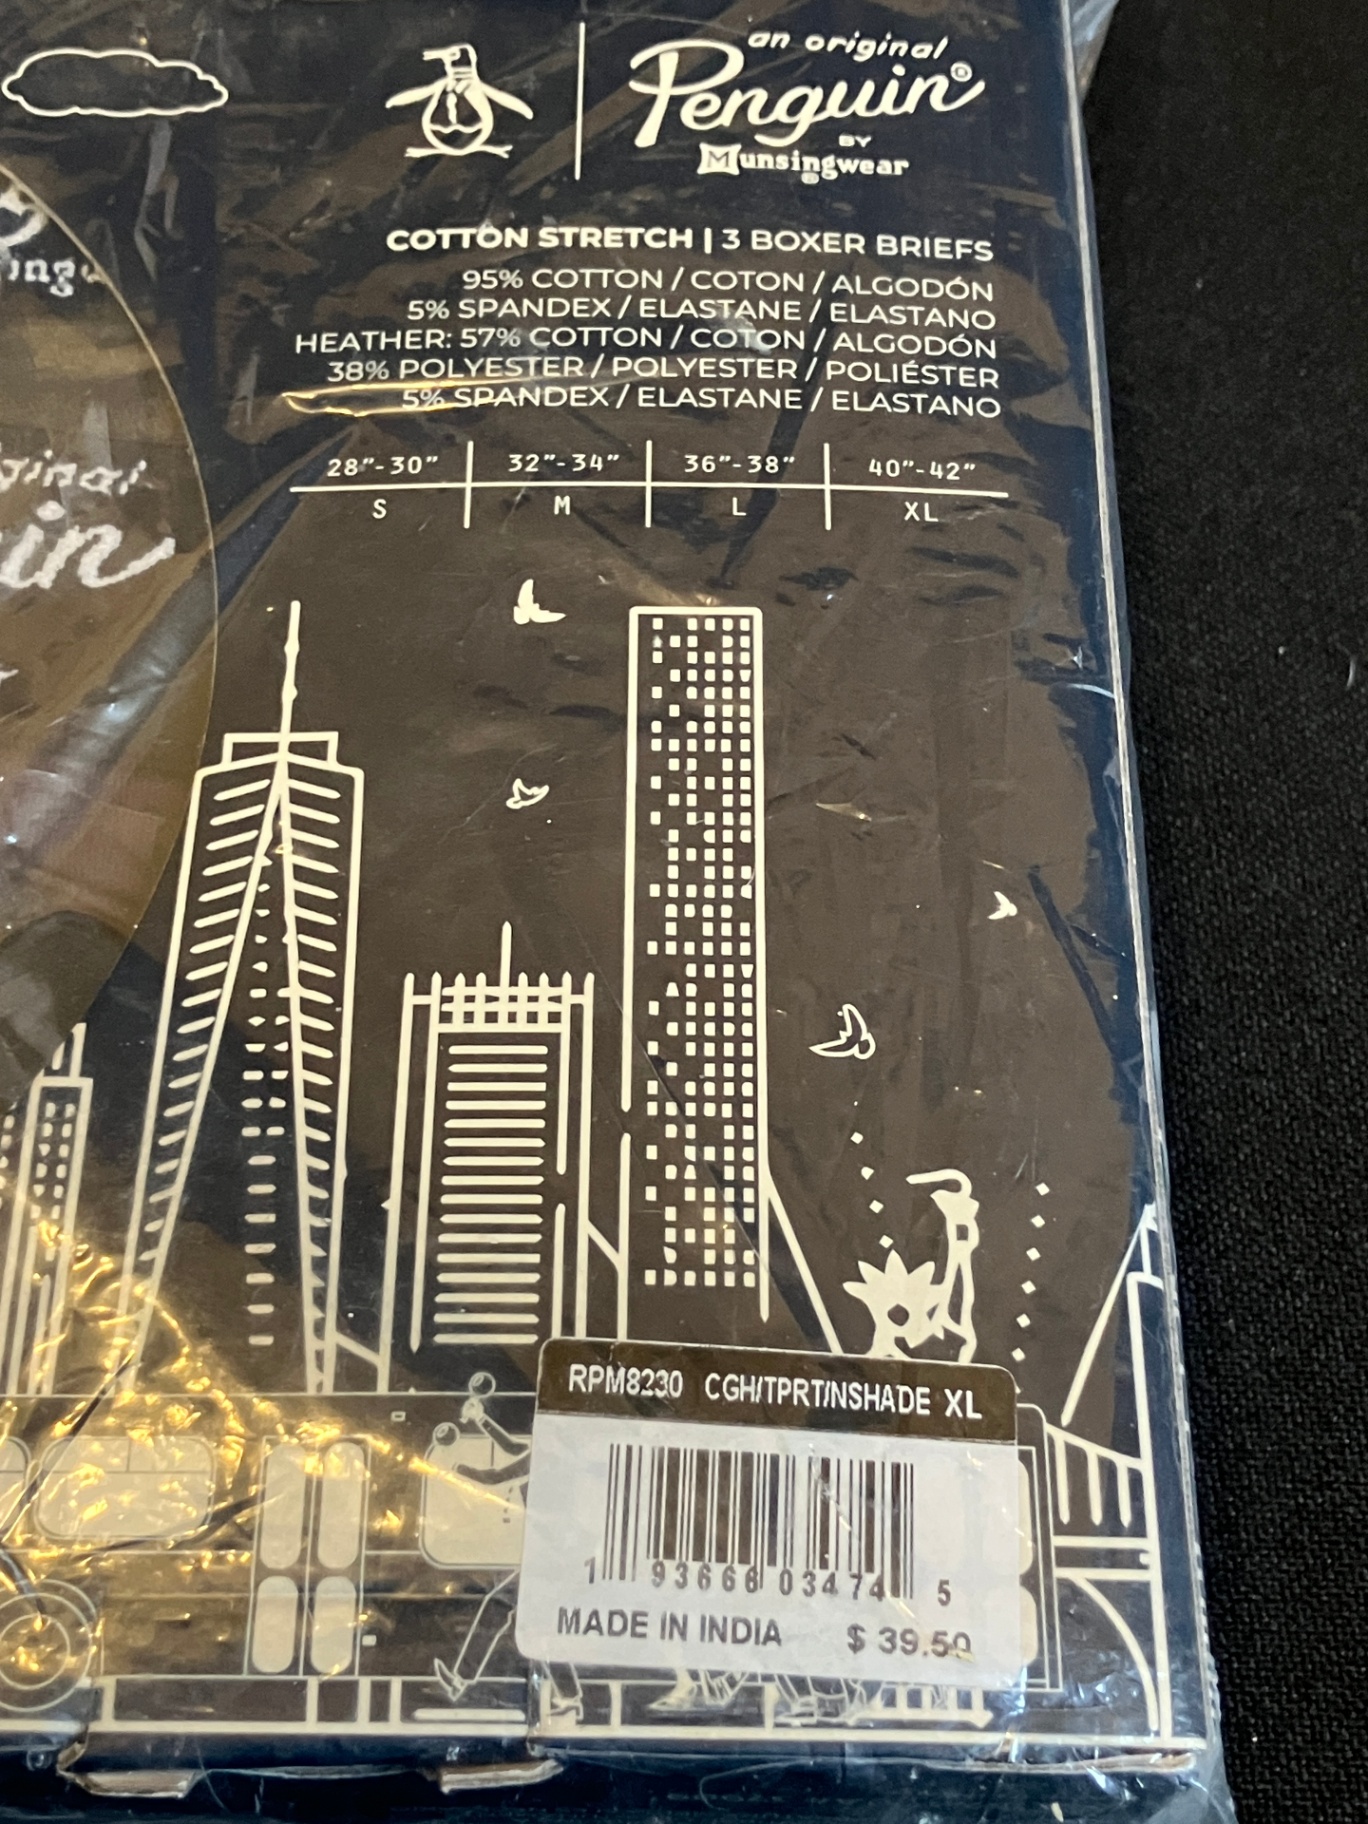 an original
Penguin®
BY
Munsingwear
®
COTTON STRETCH | 3 BOXER BRIEFS
95% COTTON / COTON / ALGODÓN
5% SPANDEX / ELASTANE / ELASTANO
HEATHER: 57% COTTON / COTON / ALGODÓN
38% POLYESTER / POLYESTER / POLIÉSTER
5% SPANDEX / ELASTANE / ELASTANO
28"-30" 32"-34" 36"-38" 40"-42"
S M L XL
RPM8230 CGH/TPRT/INSHADE XL
1 93666 03474 5
MADE IN INDIA $ 39.50